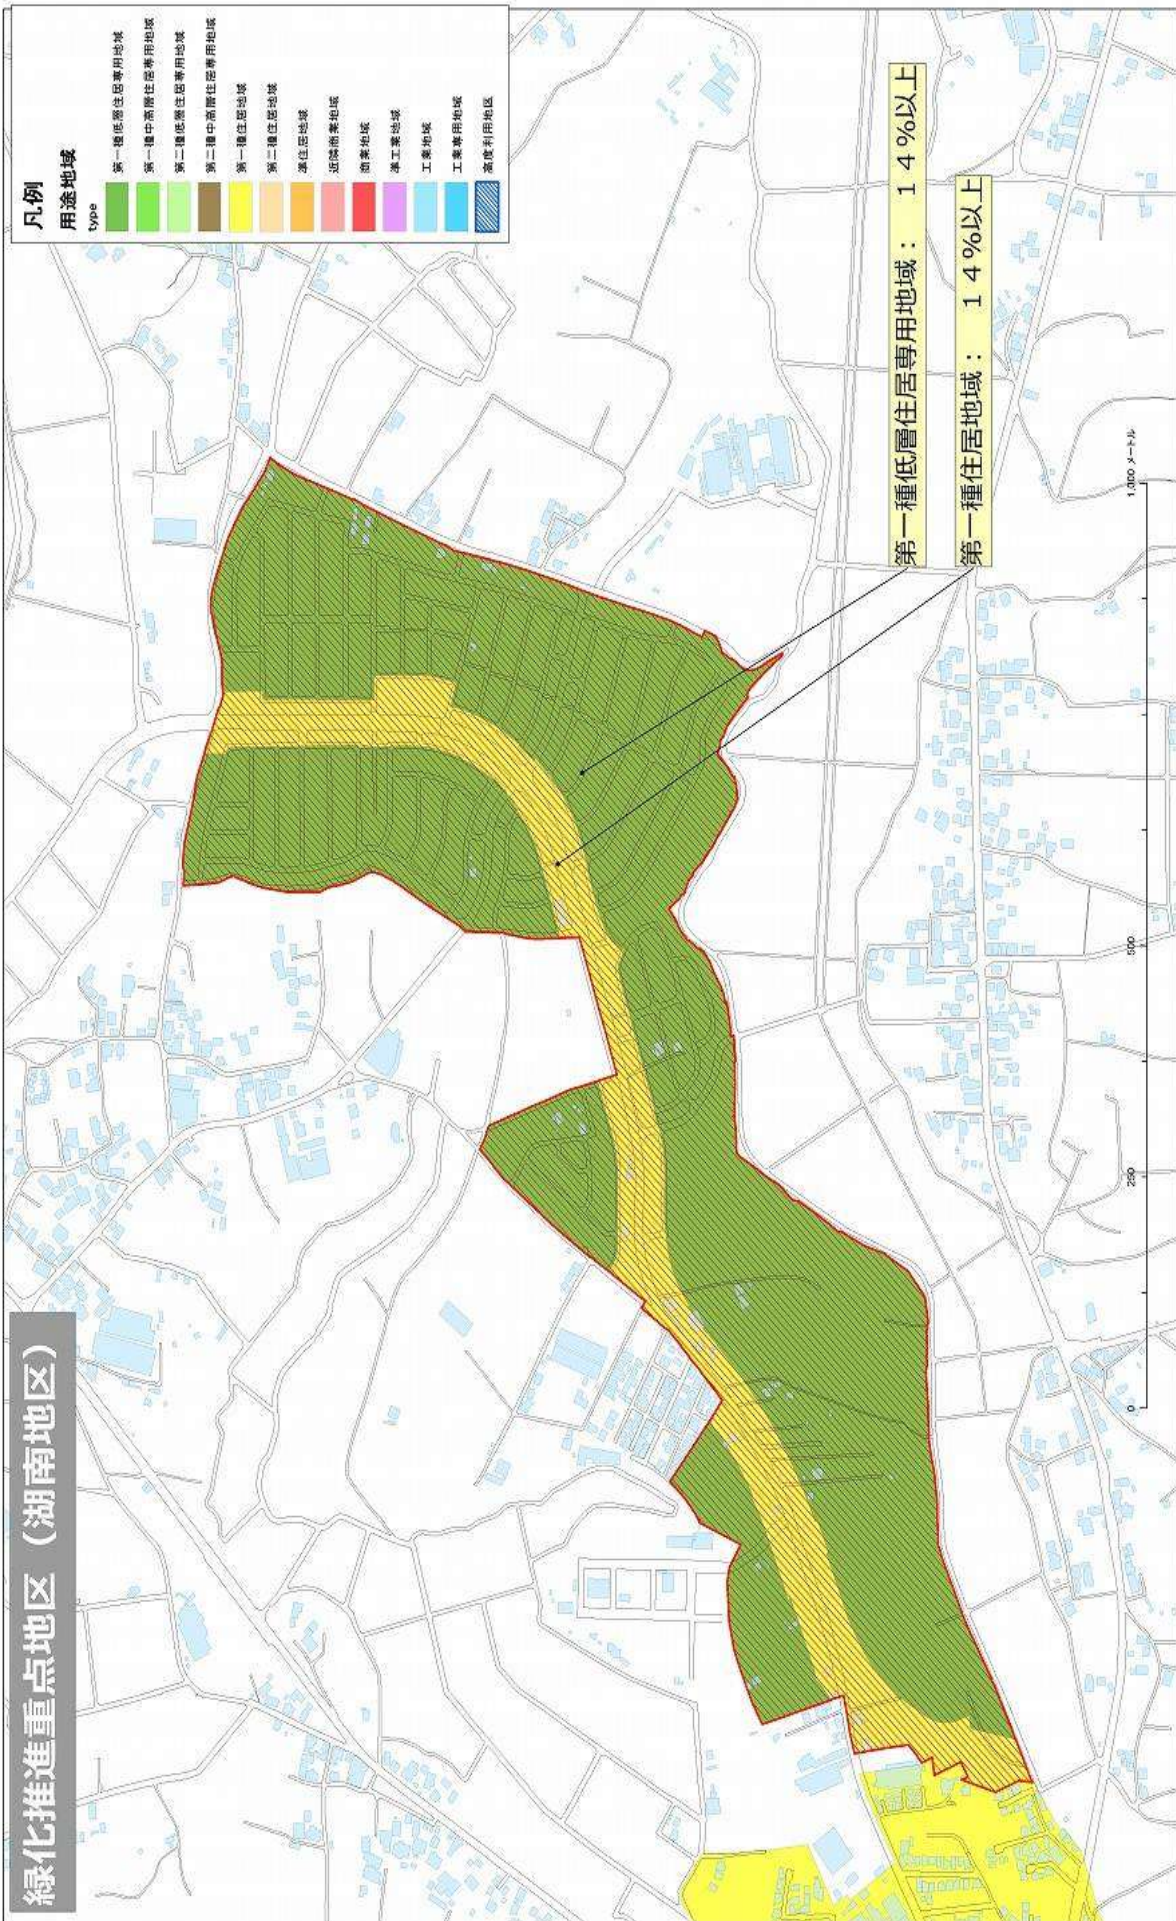 緑化推進重点地区（湖南地区）
凡例
用途地域
type
第一種低層住居専用地域
第一種中高層住居専用地域
第二種低層住居専用地域
第二種中高層住居専用地域
第一種住居地域
第二種住居地域
準住居地域
近隣商業地域
商業地域
準工業地域
工業地域
工業専用地域
高度利用地区
第一種低層住居専用地域： １４％以上
第一種住居地域： １４％以上
0 250 500 1,000 メートル